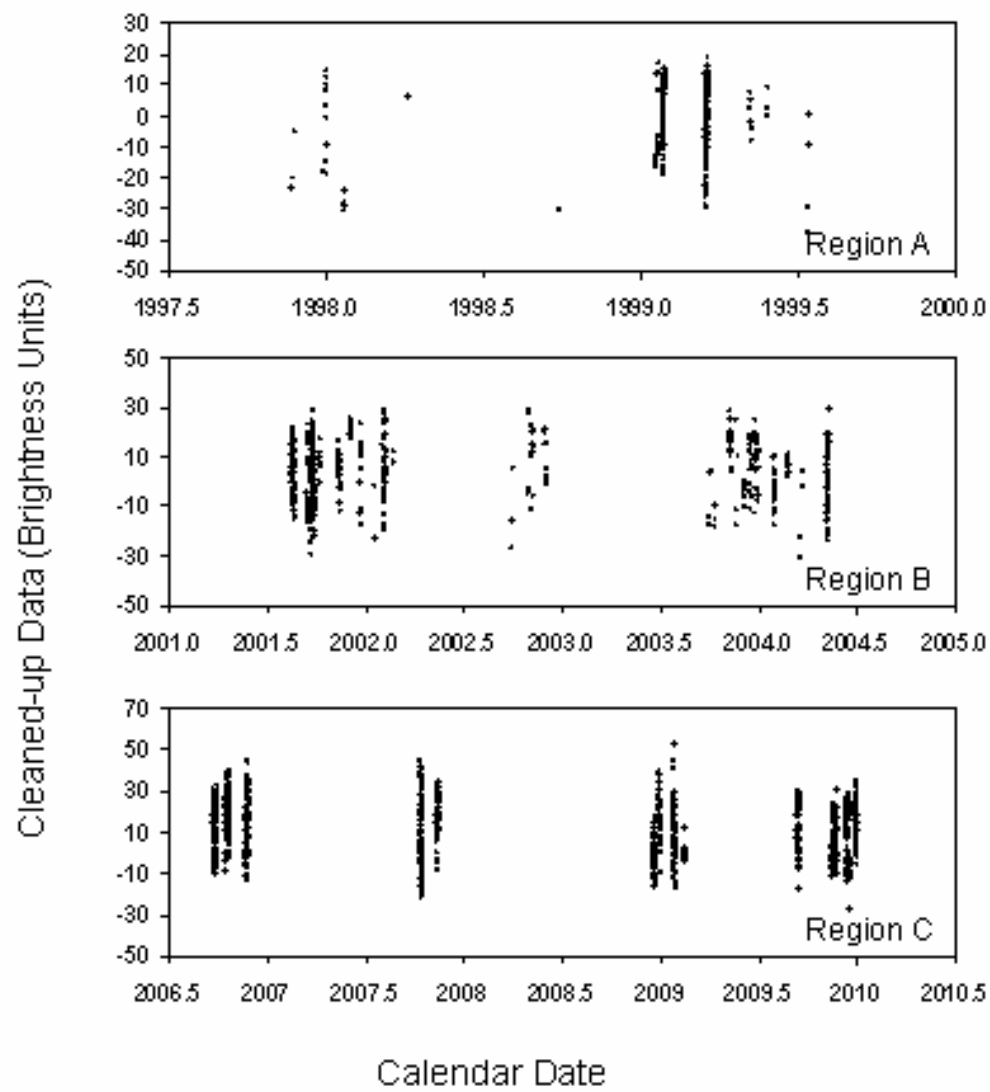 Cleaned-up Data (Brightness Units)
30
20
10
0
-10
-20
-30
-40
-50
Region A
1997.5 1998.0 1998.5 1999.0 1999.5 2000.0
50
30
10
-10
-30
-50
Region B
2001.0 2001.5 2002.0 2002.5 2003.0 2003.5 2004.0 2004.5 2005.0
70
50
30
10
-10
-30
-50
Region C
2006.5 2007 2007.5 2008 2008.5 2009 2009.5 2010 2010.5
Calendar Date